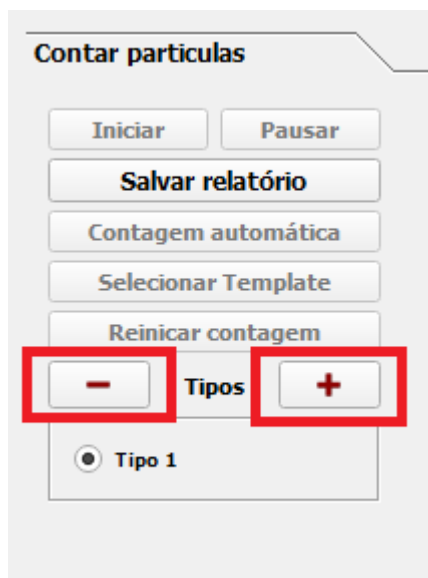 Contar particulas
Iniciar Pausar
Salvar relatório
Contagem automática
Selecionar Template
Reinicar contagem
− Tipos +
Tipo 1